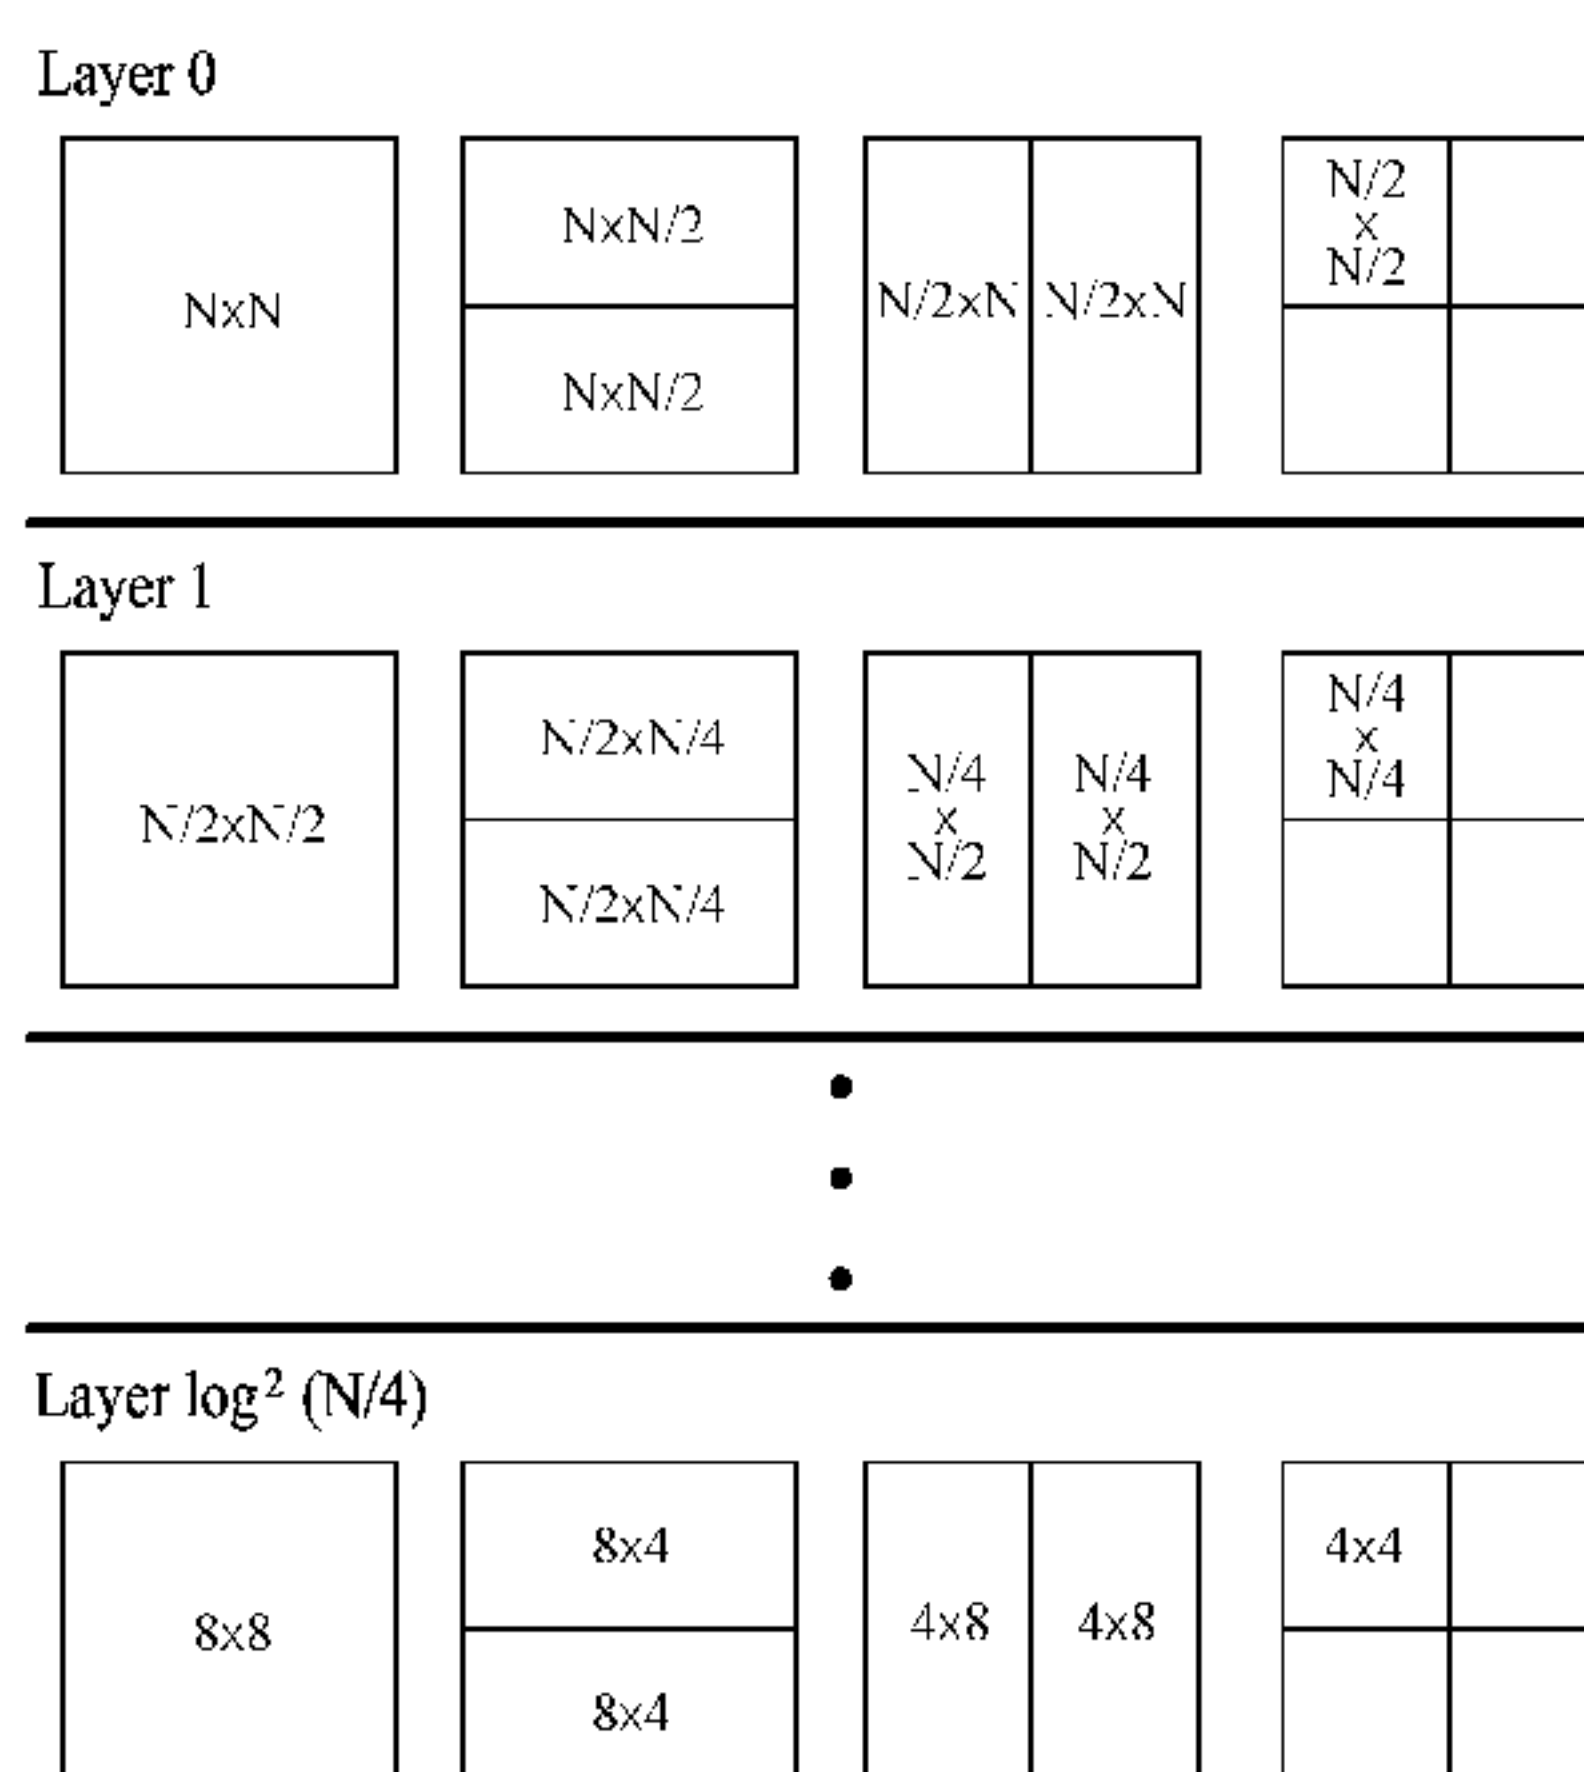 Layer 0
NxN
NxN/2
NxN/2
N/2xN
N/2xN
N/2
x
N/2
Layer 1
N/2xN/2
N/2xN/4
N/2xN/4
N/4
x
N/2
N/4
x
N/2
N/4
x
N/4
Layer log² (N/4)
8x8
8x4
8x4
4x8
4x8
4x4